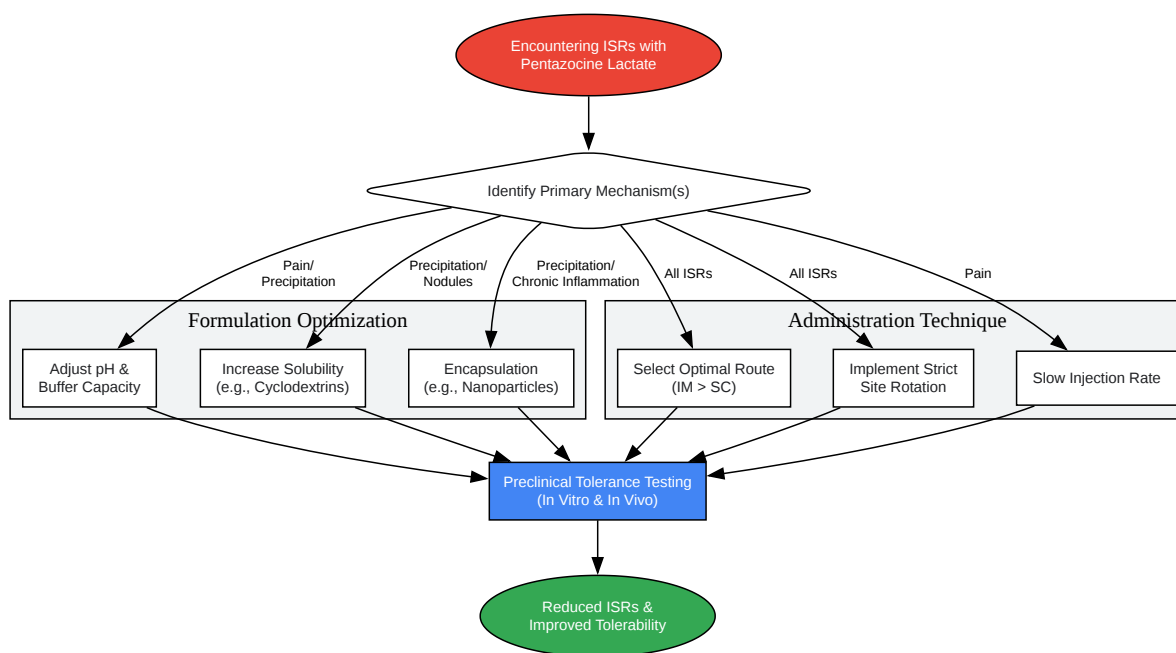 Encountering ISRs with
Pentazocine Lactate
Identify Primary Mechanism(s)
Pain/
Precipitation
Precipitation/
Nodules
Precipitation/
Chronic Inflammation
All ISRs
All ISRs
Pain
Formulation Optimization
Administration Technique
Adjust pH &
Buffer Capacity
Increase Solubility
(e.g., Cyclodextrins)
Encapsulation
(e.g., Nanoparticles)
Select Optimal Route
(IM > SC)
Implement Strict
Site Rotation
Slow Injection Rate
Preclinical Tolerance Testing
(In Vitro & In Vivo)
Reduced ISRs &
Improved Tolerability